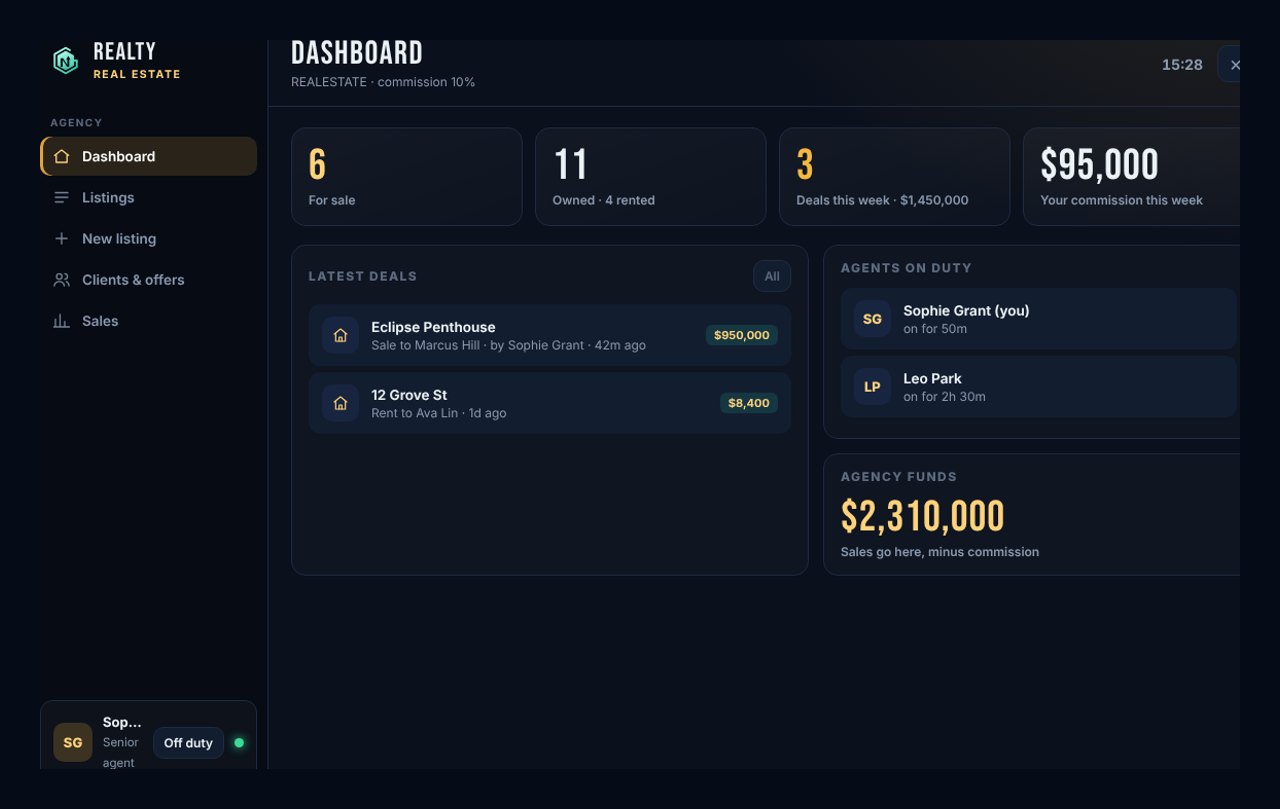 REALTY
REAL ESTATE
AGENCY
Dashboard
Listings
New listing
Clients & offers
Sales
SG
Sop...
Senior
agent
Off duty
DASHBOARD
REALESTATE · commission 10%
15:28
6
For sale
11
Owned · 4 rented
3
Deals this week · $1,450,000
$95,000
Your commission this week
LATEST DEALS
All
Eclipse Penthouse
Sale to Marcus Hill · by Sophie Grant · 42m ago
$950,000
12 Grove St
Rent to Ava Lin · 1d ago
$8,400
AGENTS ON DUTY
SG
Sophie Grant (you)
on for 50m
LP
Leo Park
on for 2h 30m
AGENCY FUNDS
$2,310,000
Sales go here, minus commission